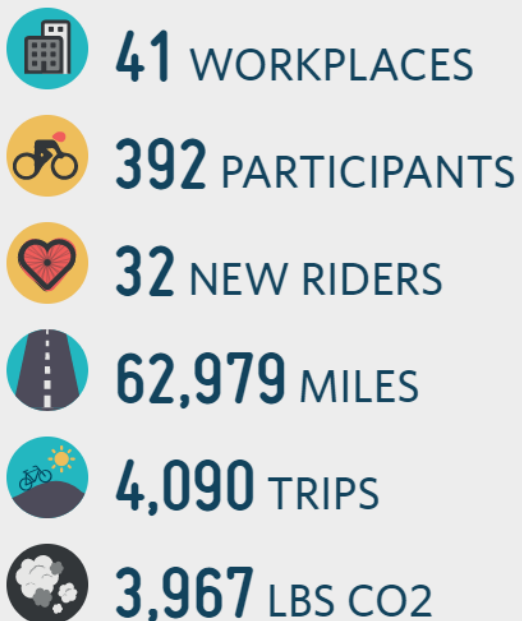 41 WORKPLACES
392 PARTICIPANTS
32 NEW RIDERS
62,979 MILES
4,090 TRIPS
3,967 LBS CO2